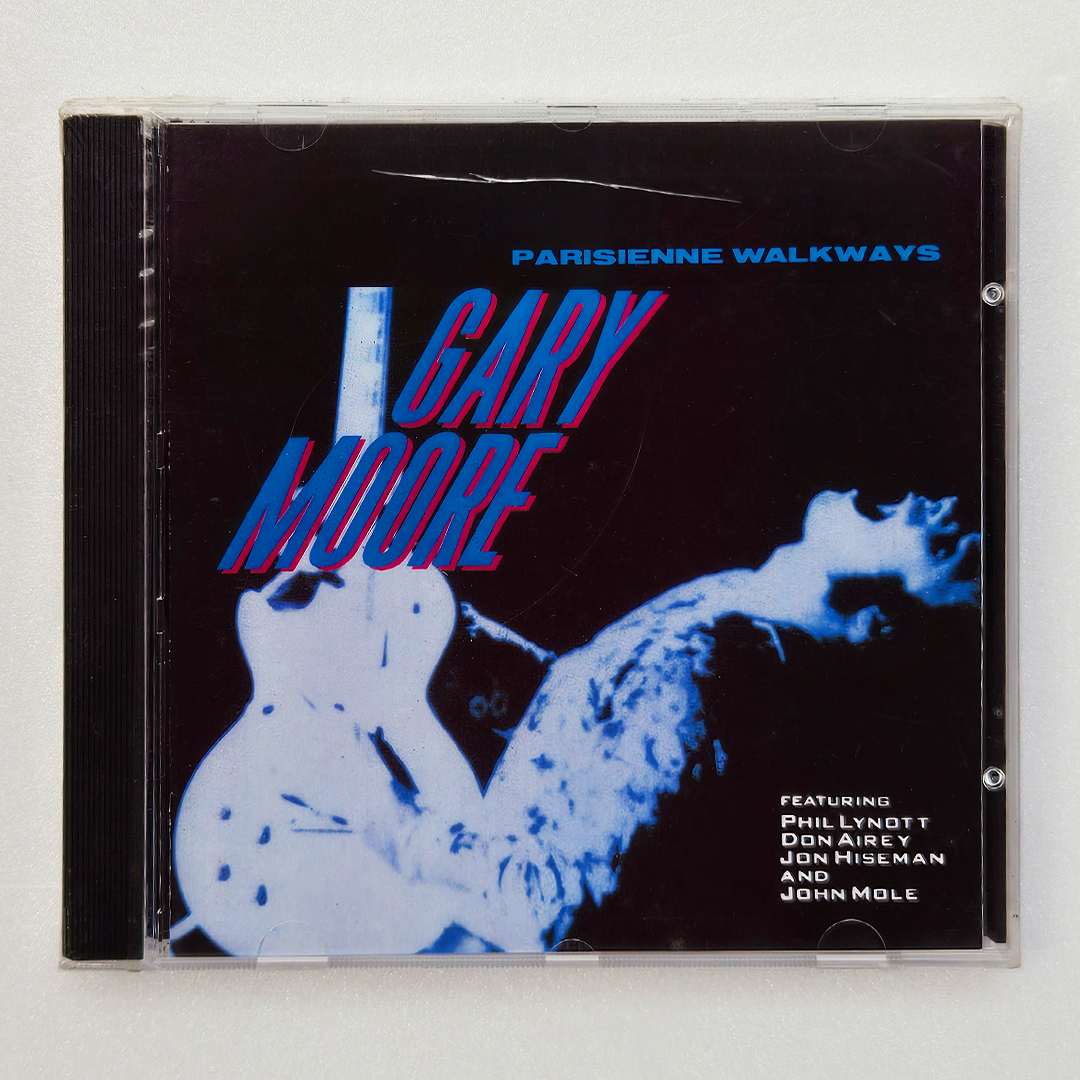 PARISIENNE WALKWAYS
GARY
MOORE
FEATURING
PHIL LYNOTT
DON AIREY
JON HISEMAN
AND
JOHN MOLE